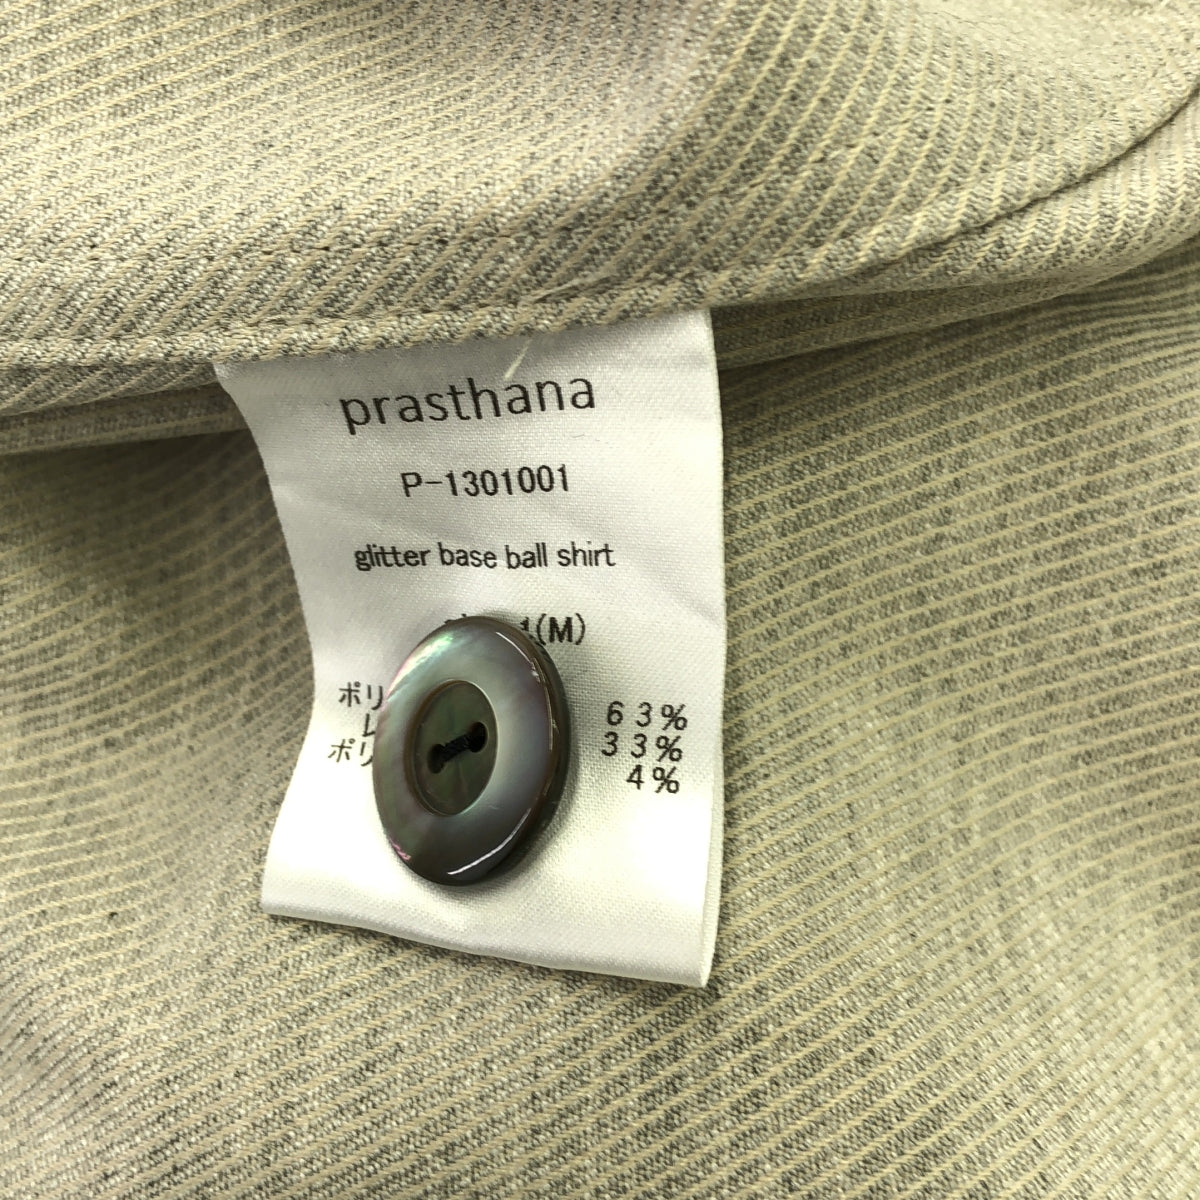 prasthana
P-1301001
glitter base ball shirt
1(M)
ポリ 63%
レ 33%
ポリ 4%